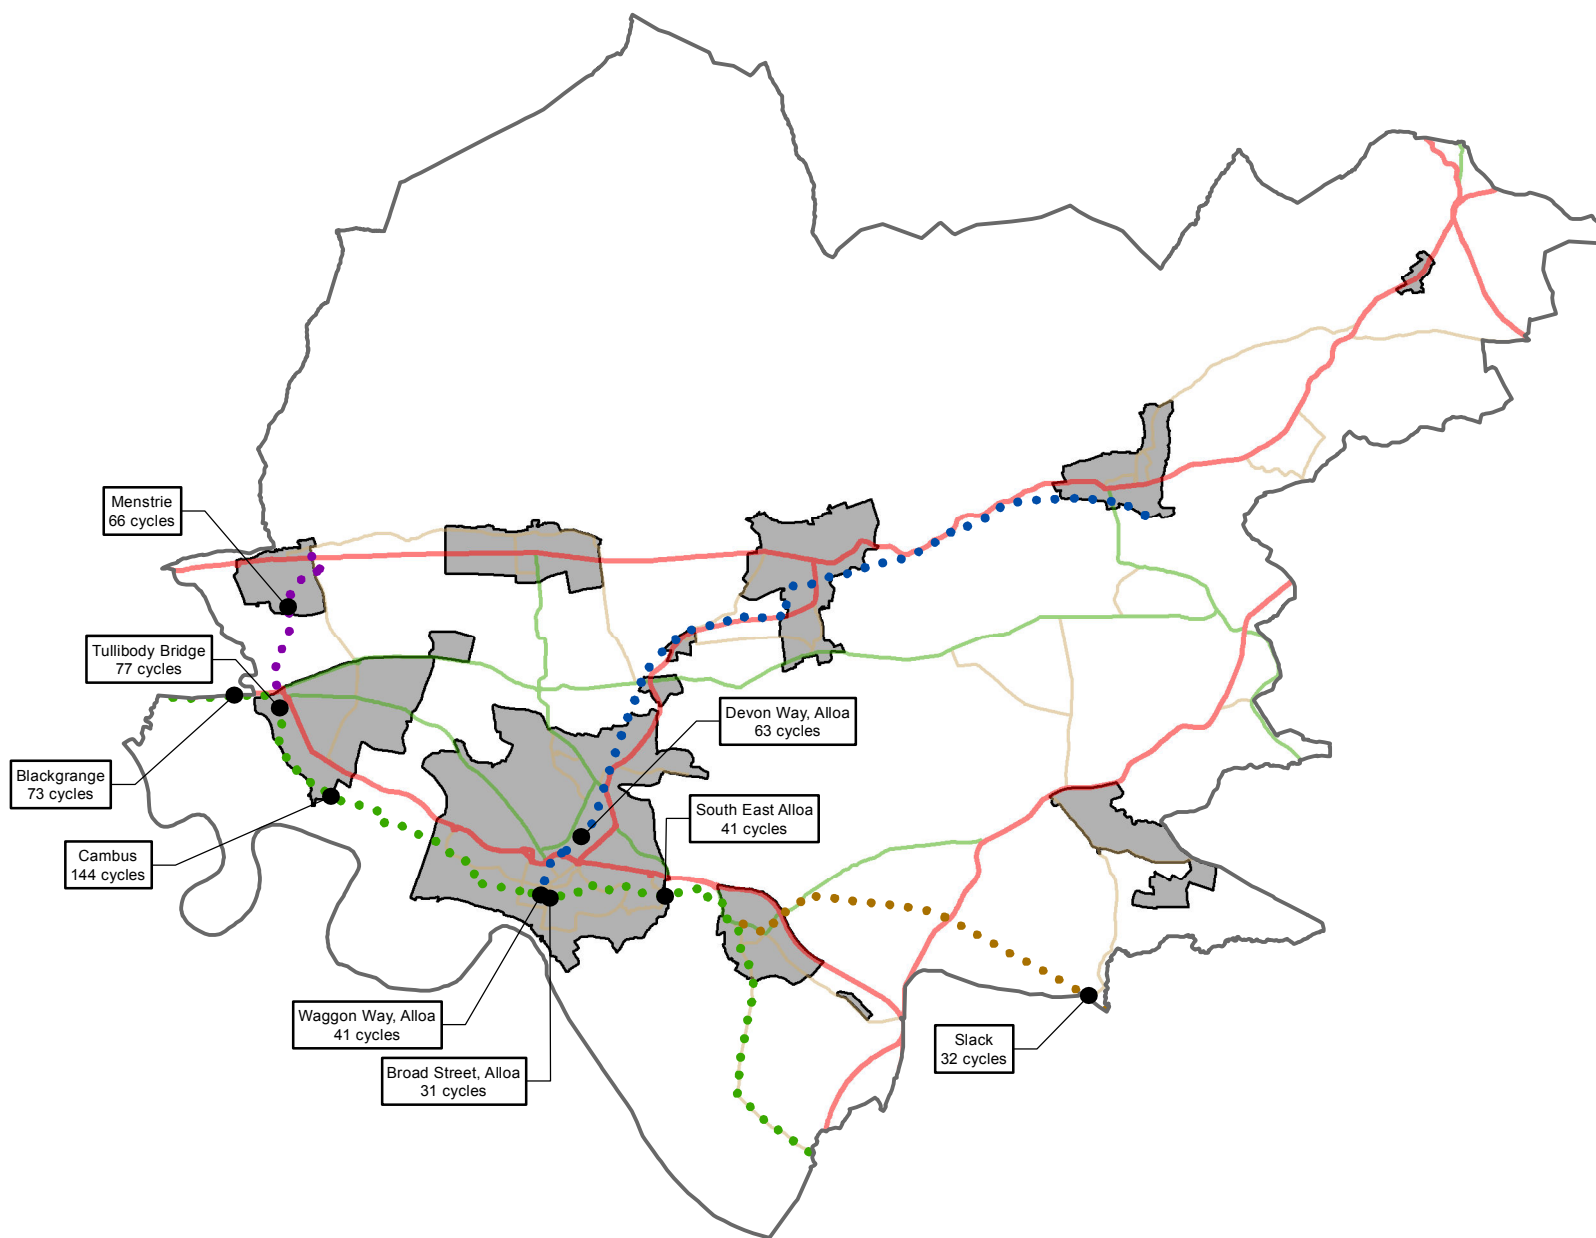 Menstrie
66 cycles
Tullibody Bridge
77 cycles
Devon Way, Alloa
63 cycles
Blackgrange
73 cycles
South East Alloa
41 cycles
Cambus
144 cycles
Waggon Way, Alloa
41 cycles
Slack
32 cycles
Broad Street, Alloa
31 cycles